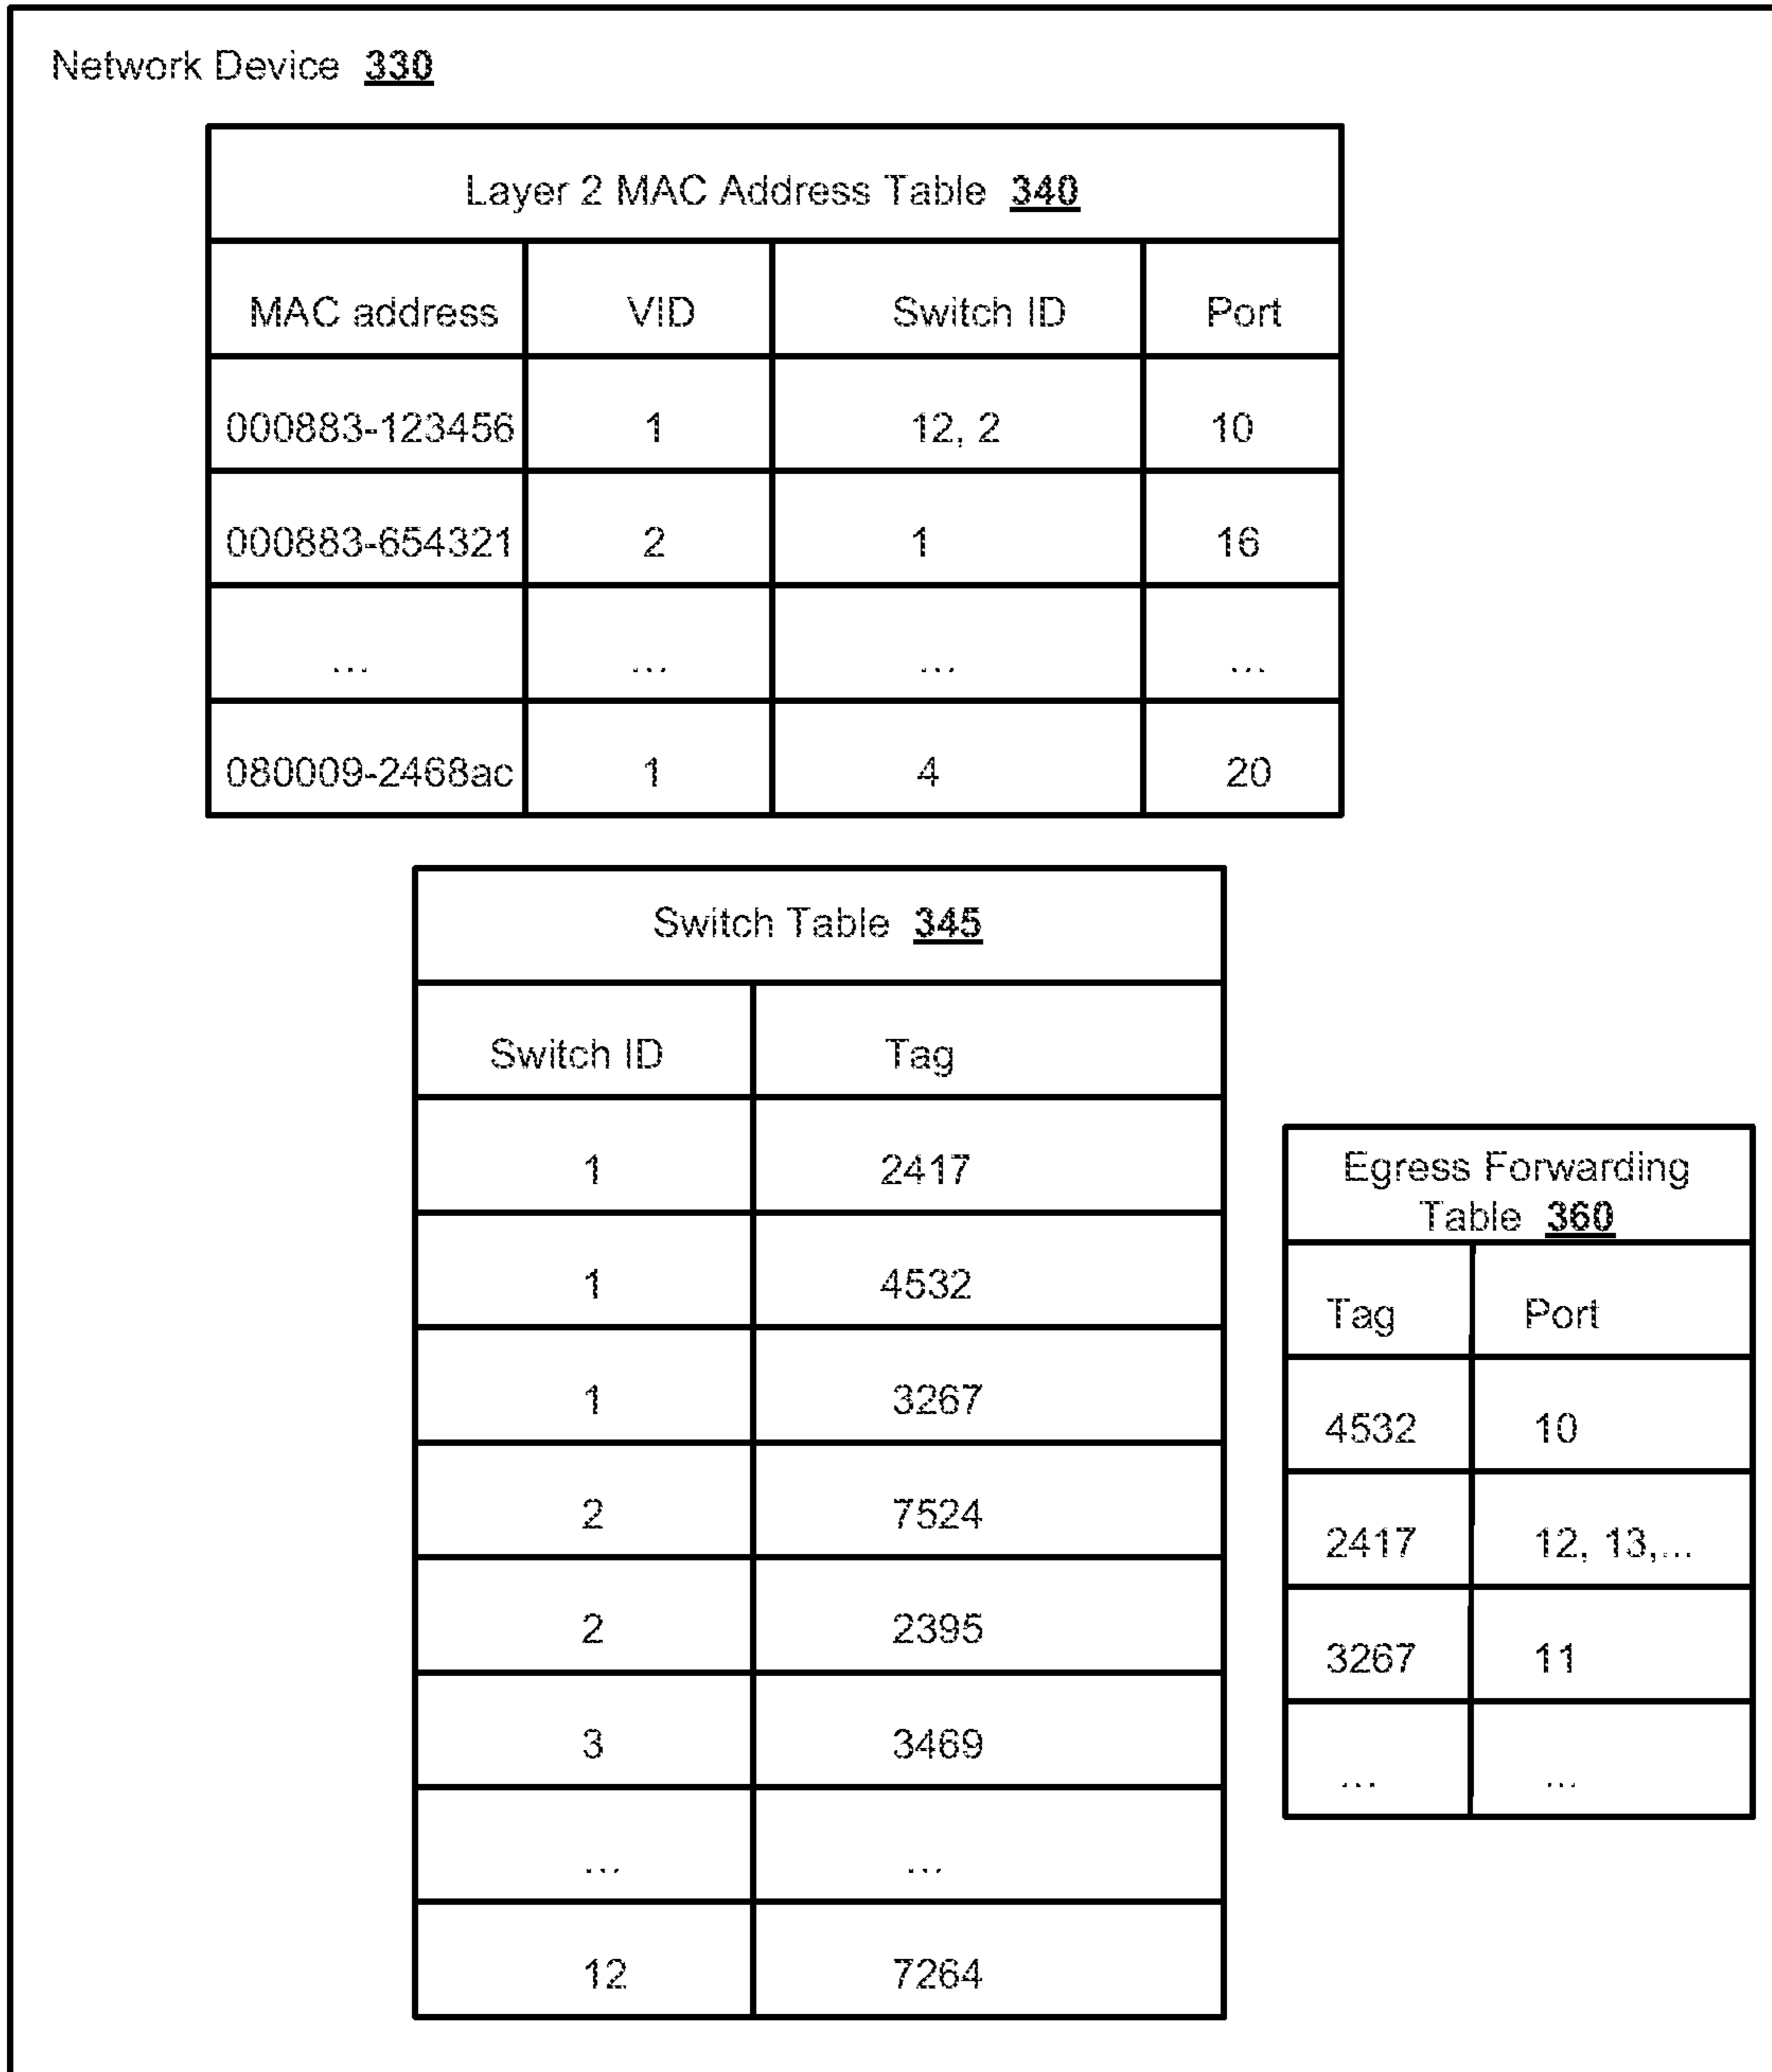 Network Device 330
Layer 2 MAC Address Table 340
MAC address VID Switch ID Port
000883-123456 1 12, 2 10
000883-654321 2 1 16
... ... ... ...
080009-2468ac 1 4 20
Switch Table 345
Switch ID Tag
1 2417
1 4532
1 3267
2 7524
2 2395
3 3469
... ...
12 7264
Egress Forwarding
Table 360
Tag Port
4532 10
2417 12, 13,...
3267 11
... ...